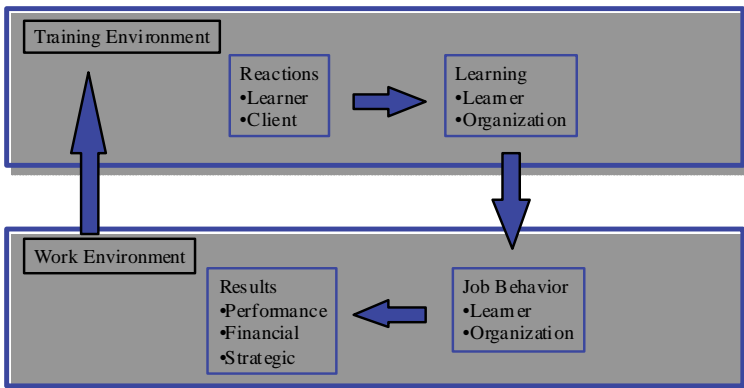 Training Environment
Reactions
•Learner
•Client
Learning
•Learner
•Organization
Work Environment
Results
•Performance
•Financial
•Strategic
Job Behavior
•Learner
•Organization